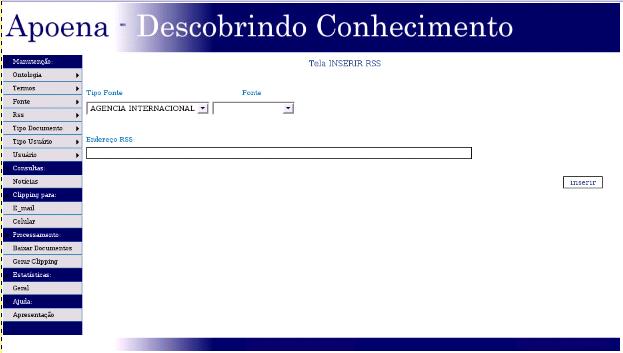 Apoena - Descobrindo Conhecimento
Manutenção:
Ontologia
Termos
Fonte
Rss
Tipo Documento
Tipo Usuário
Usuário
Consultas:
Notícias
Clipping para:
E_mail
Celular
Processamento:
Baixar Documentos
Gerar Clipping
Estatísticas:
Geral
Ajuda:
Apresentação
Tela INSERIR RSS
Tipo Fonte Fonte
AGENCIA INTERNACIONAL
Endereço RSS:
inserir